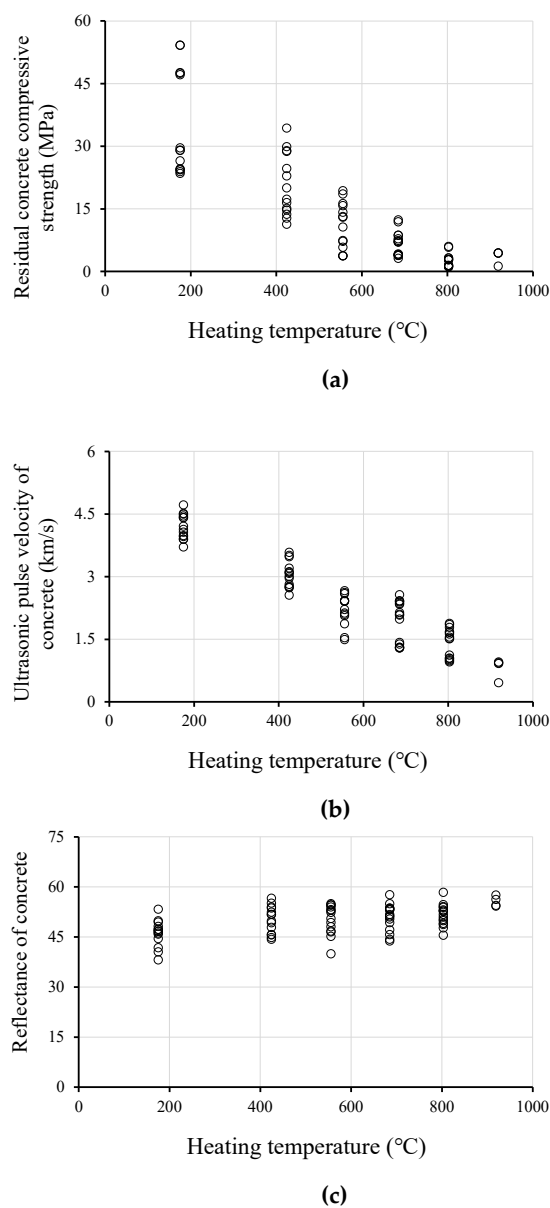 Residual concrete compressive
strength (MPa)
60
45
30
15
0
0 200 400 600 800 1000
Heating temperature (°C)
(a)
Ultrasonic pulse velocity of
concrete (km/s)
6
4.5
3
1.5
0
0 200 400 600 800 1000
Heating temperature (°C)
(b)
Reflectance of concrete
75
60
45
30
15
0
0 200 400 600 800 1000
Heating temperature (°C)
(c)